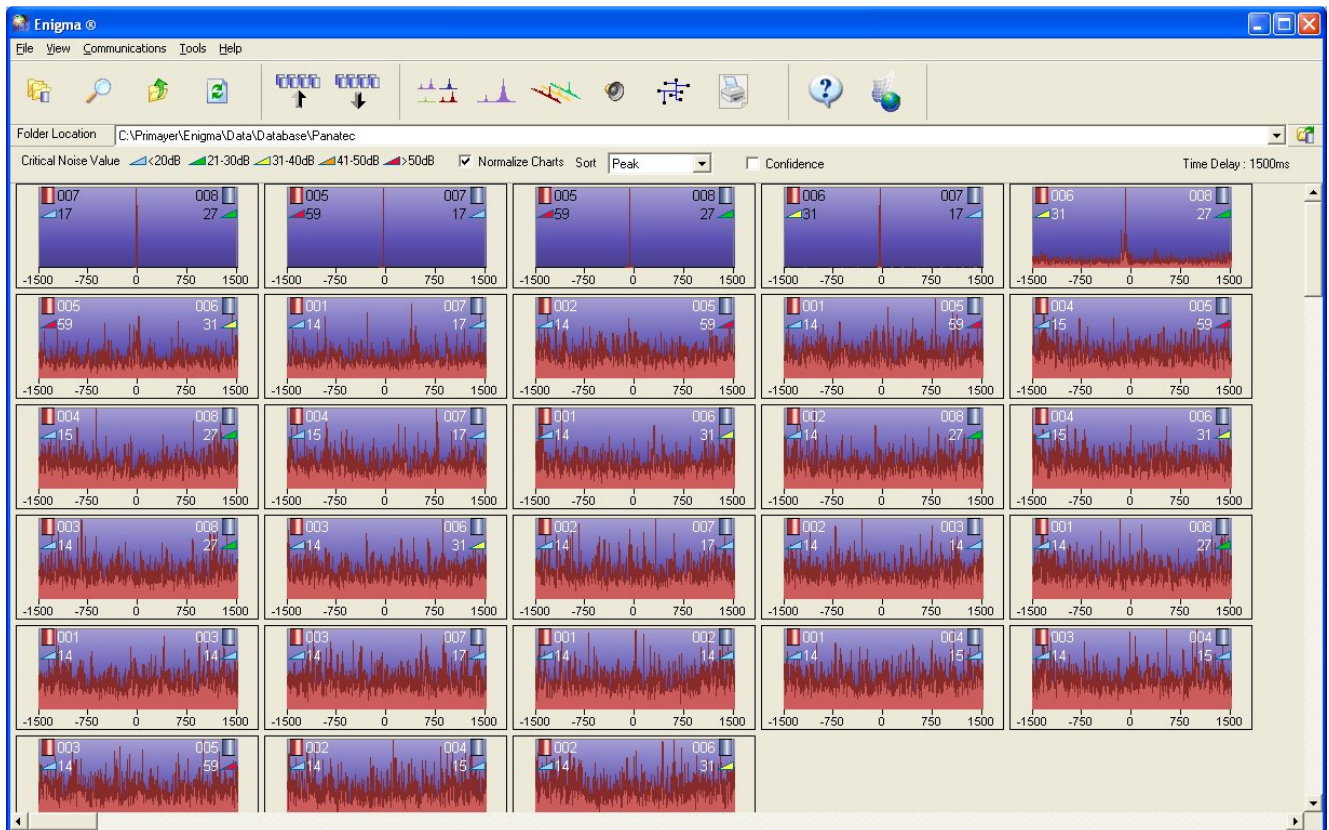 Enigma ®
File View Communications Tools Help
Folder Location C:\Primayer\Enigma\Data\Database\Panatec
Critical Noise Value <20dB 21-30dB 31-40dB 41-50dB >50dB Normalize Charts Sort Peak Confidence Time Delay : 1500ms
007 008 005 007 005 008 006 007 006 008
17 27 59 17 59 27 31 17 31 27
-1500 -750 0 750 1500 -1500 -750 0 750 1500 -1500 -750 0 750 1500 -1500 -750 0 750 1500 -1500 -750 0 750 1500
005 006 001 007 002 005 001 005 004 005
59 31 14 17 14 59 14 59 15 59
-1500 -750 0 750 1500 -1500 -750 0 750 1500 -1500 -750 0 750 1500 -1500 -750 0 750 1500 -1500 -750 0 750 1500
004 008 004 007 001 006 002 008 004 006
15 27 15 17 14 31 14 27 15 31
-1500 -750 0 750 1500 -1500 -750 0 750 1500 -1500 -750 0 750 1500 -1500 -750 0 750 1500 -1500 -750 0 750 1500
003 008 003 006 002 007 002 003 001 008
14 27 14 31 14 17 14 14 14 27
-1500 -750 0 750 1500 -1500 -750 0 750 1500 -1500 -750 0 750 1500 -1500 -750 0 750 1500 -1500 -750 0 750 1500
001 003 003 007 001 002 001 004 003 004
14 14 14 17 14 14 14 15 14 15
-1500 -750 0 750 1500 -1500 -750 0 750 1500 -1500 -750 0 750 1500 -1500 -750 0 750 1500 -1500 -750 0 750 1500
003 005 002 004 002 006
14 59 14 15 14 31